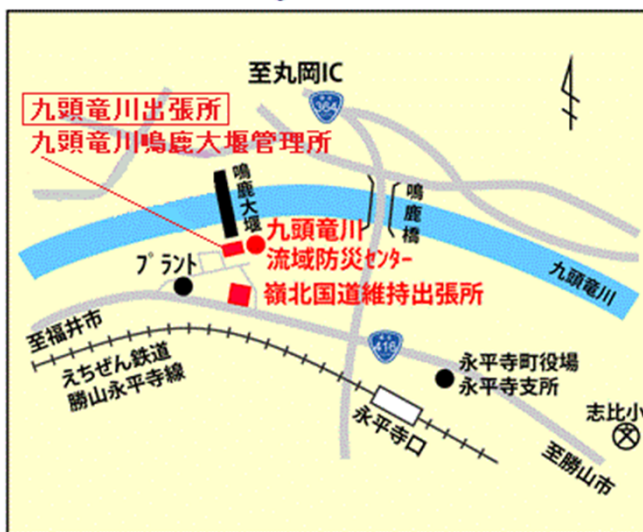 至丸岡IC
364
九頭竜川出張所
九頭竜川鳴鹿大堰管理所
鳴鹿大堰
鳴鹿橋
九頭竜川
流域防災センター
九頭竜川
プラント
嶺北国道維持出張所
至福井市
416
えちぜん鉄道
勝山永平寺線
永平寺町役場
永平寺支所
永平寺口
志比小
至勝山市